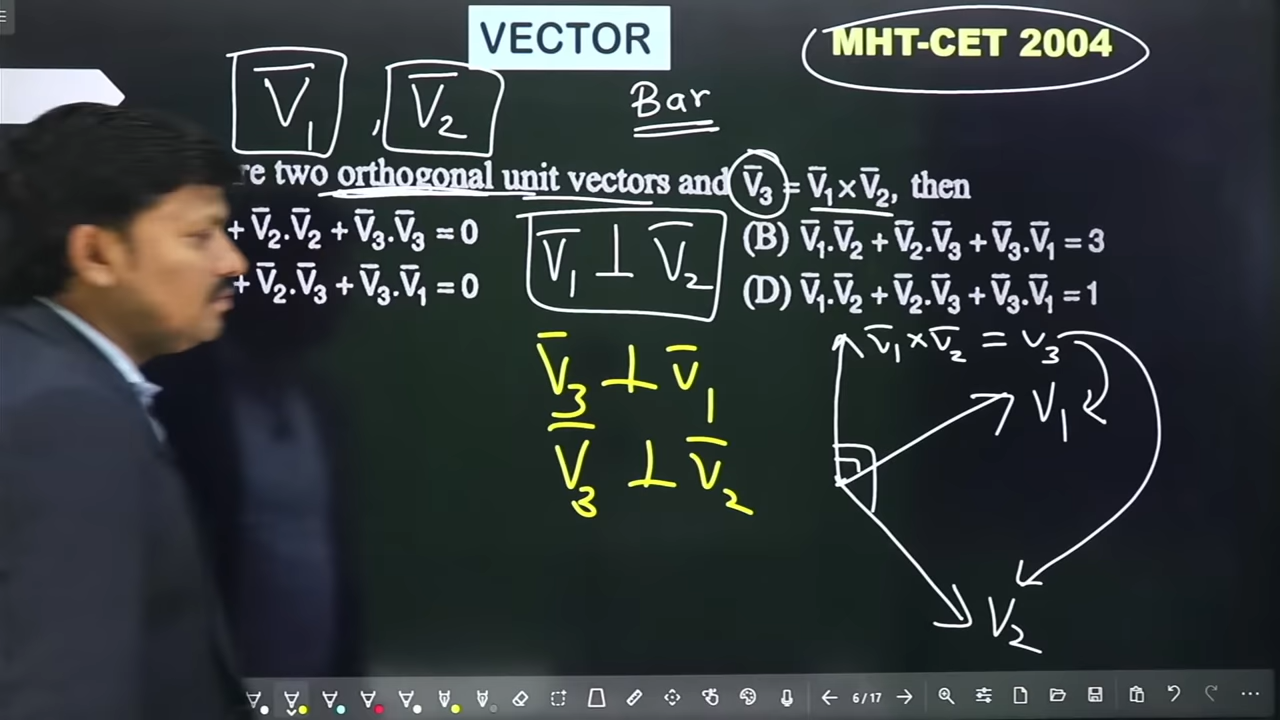 VECTOR
MHT-CET 2004
V̄₁ , V̄₂
Bar
re two orthogonal unit vectors and V̄₃ = V̄₁ × V̄₂, then
+ V̄₂.V̄₂ + V̄₃.V̄₃ = 0
(B) V̄₁.V̄₂ + V̄₂.V̄₃ + V̄₃.V̄₁ = 3
+ V̄₂.V̄₃ + V̄₃.V̄₁ = 0
(D) V̄₁.V̄₂ + V̄₂.V̄₃ + V̄₃.V̄₁ = 1
V̄₁ ⊥ V̄₂
V̄₃ ⊥ V̄₁
V̄₃ ⊥ V̄₂
V̄₁ × V̄₂ = V₃
V₁
V₂
6/17